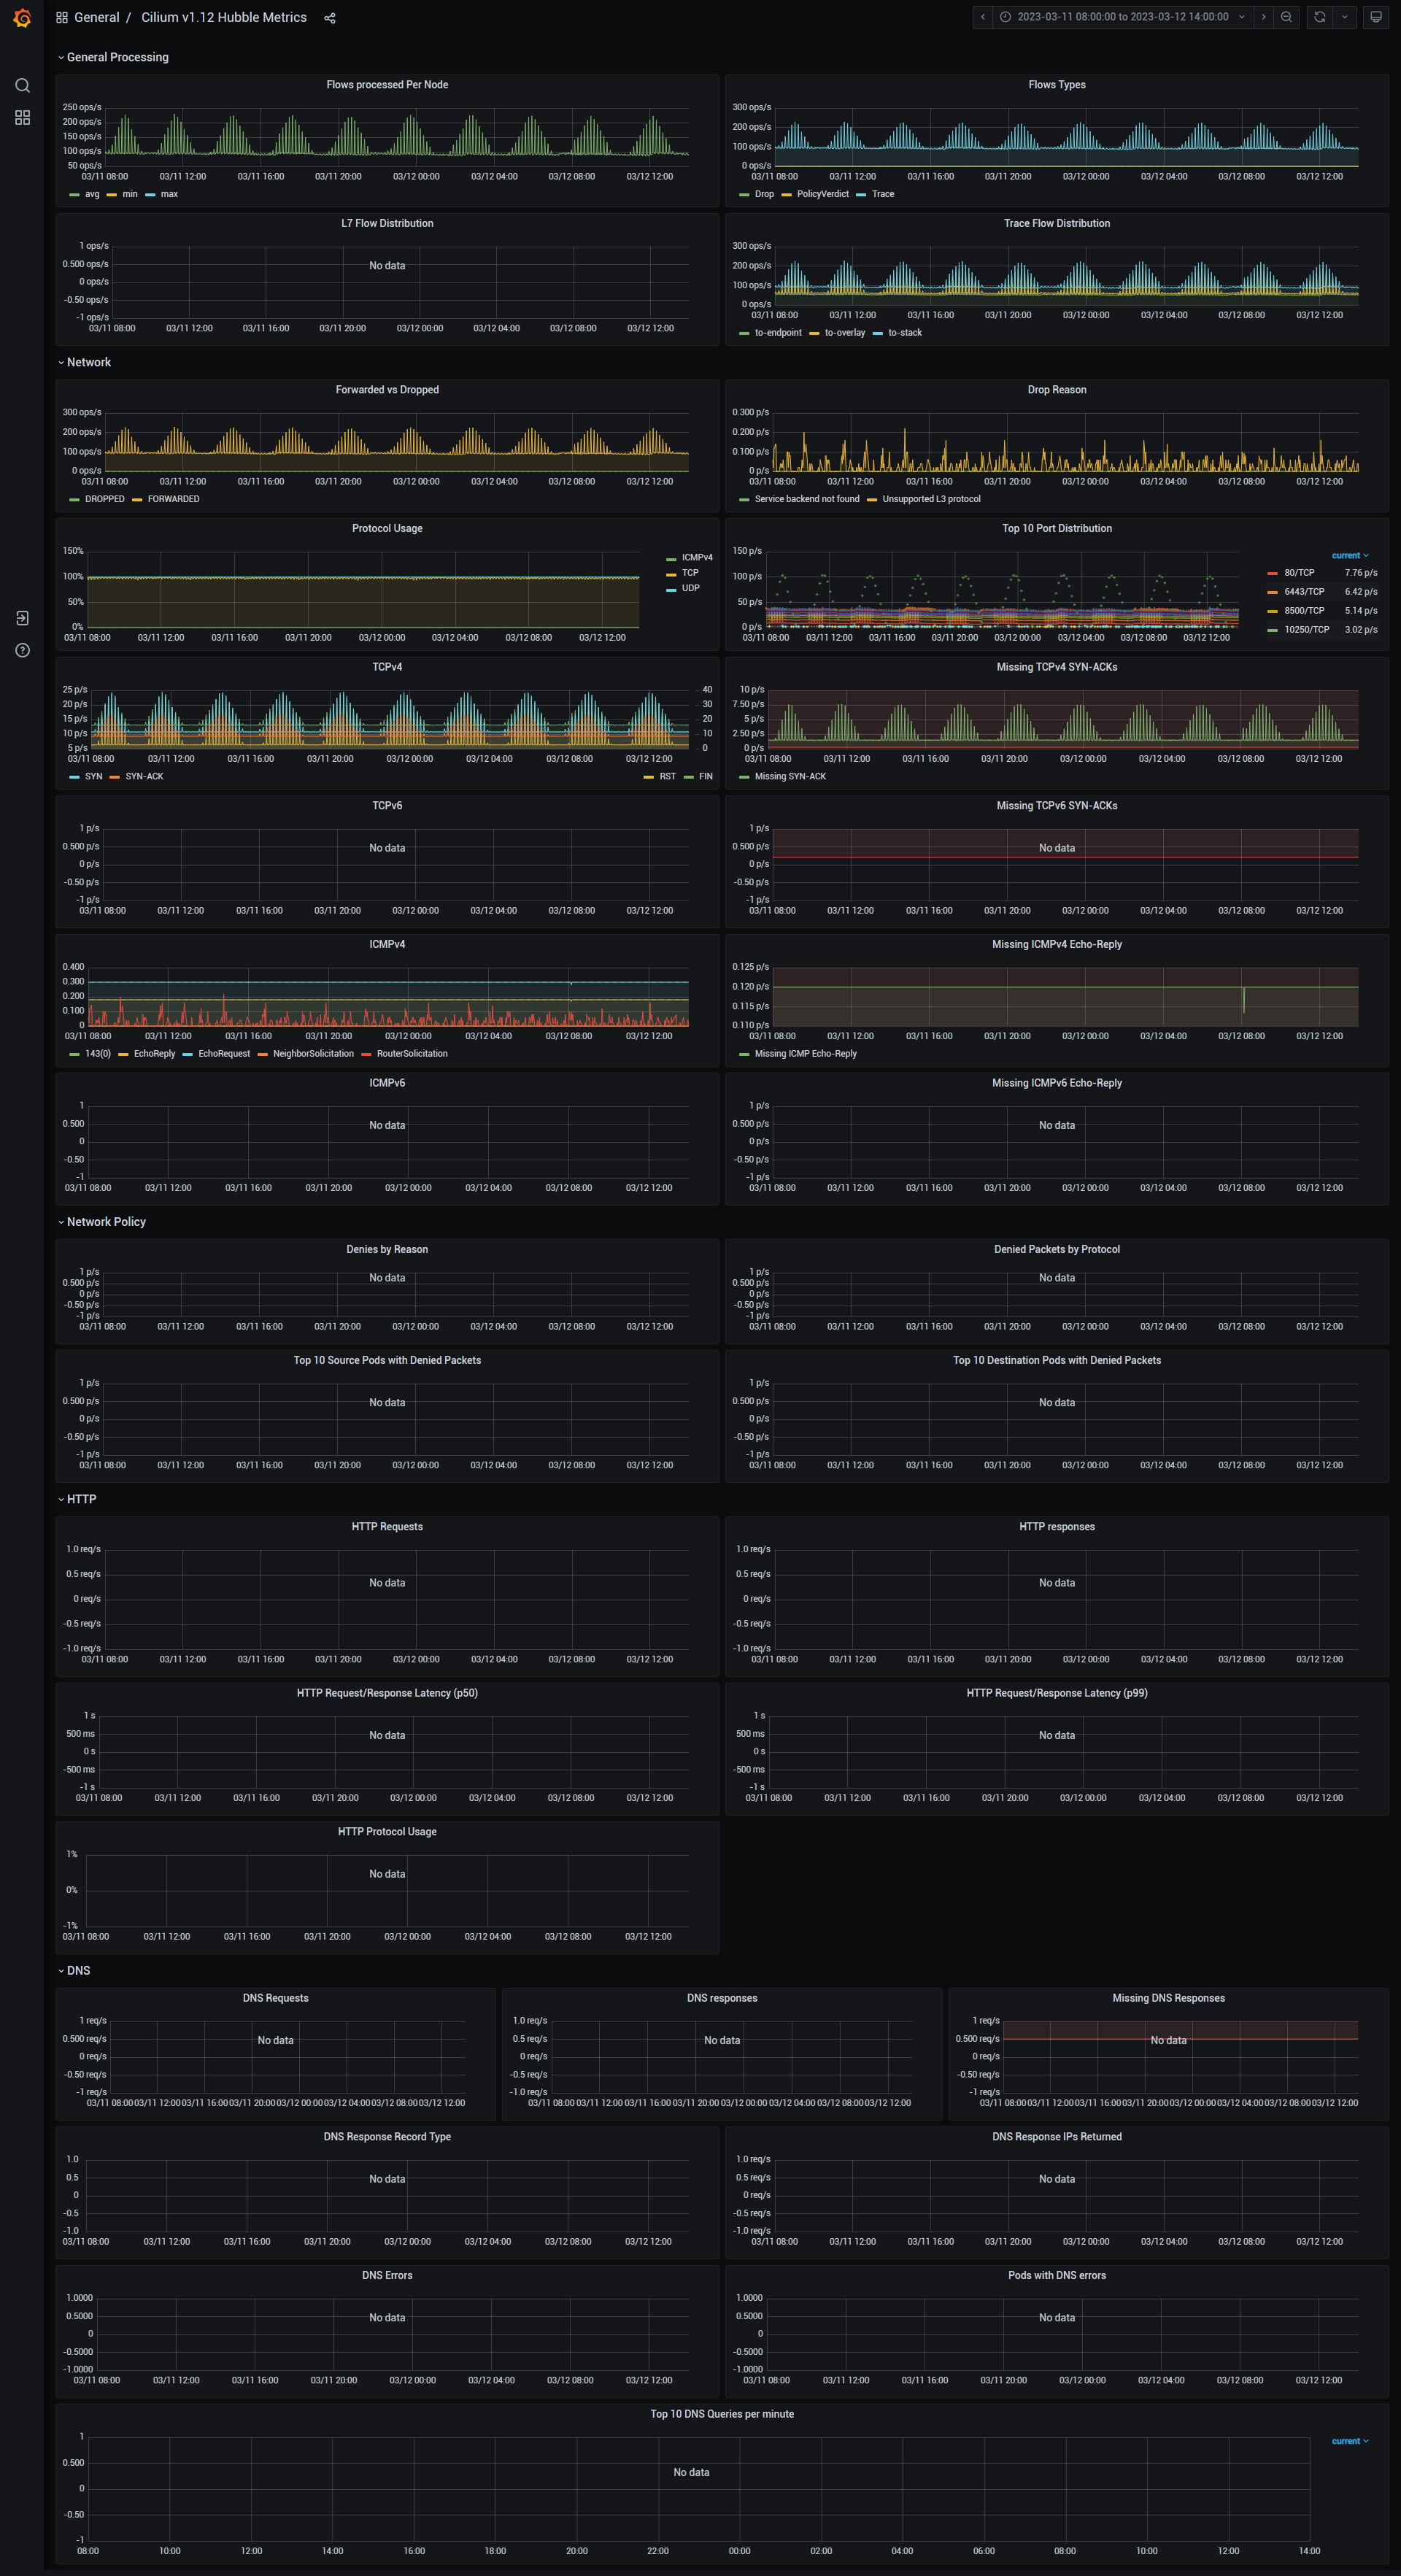 General / Cilium v1.12 Hubble Metrics
2023-03-11 08:00:00 to 2023-03-12 14:00:00
General Processing
Flows processed Per Node
250 ops/s
200 ops/s
150 ops/s
100 ops/s
50 ops/s
03/11 08:00 03/11 12:00 03/11 16:00 03/11 20:00 03/12 00:00 03/12 04:00 03/12 08:00 03/12 12:00
avg min max
Flows Types
300 ops/s
200 ops/s
100 ops/s
0 ops/s
03/11 08:00 03/11 12:00 03/11 16:00 03/11 20:00 03/12 00:00 03/12 04:00 03/12 08:00 03/12 12:00
Drop PolicyVerdict Trace
L7 Flow Distribution
1 ops/s
0.500 ops/s
0 ops/s
-0.50 ops/s
-1 ops/s
No data
03/11 08:00 03/11 12:00 03/11 16:00 03/11 20:00 03/12 00:00 03/12 04:00 03/12 08:00 03/12 12:00
Trace Flow Distribution
300 ops/s
200 ops/s
100 ops/s
0 ops/s
03/11 08:00 03/11 12:00 03/11 16:00 03/11 20:00 03/12 00:00 03/12 04:00 03/12 08:00 03/12 12:00
to-endpoint to-overlay to-stack
Network
Forwarded vs Dropped
300 ops/s
200 ops/s
100 ops/s
0 ops/s
03/11 08:00 03/11 12:00 03/11 16:00 03/11 20:00 03/12 00:00 03/12 04:00 03/12 08:00 03/12 12:00
DROPPED FORWARDED
Drop Reason
0.300 p/s
0.200 p/s
0.100 p/s
0 p/s
03/11 08:00 03/11 12:00 03/11 16:00 03/11 20:00 03/12 00:00 03/12 04:00 03/12 08:00 03/12 12:00
Service backend not found Unsupported L3 protocol
Protocol Usage
150%
100%
50%
0%
03/11 08:00 03/11 12:00 03/11 16:00 03/11 20:00 03/12 00:00 03/12 04:00 03/12 08:00 03/12 12:00
ICMPv4
TCP
UDP
Top 10 Port Distribution
150 p/s
100 p/s
50 p/s
0 p/s
03/11 08:00 03/11 12:00 03/11 16:00 03/11 20:00 03/12 00:00 03/12 04:00 03/12 08:00 03/12 12:00
current
80/TCP 7.76 p/s
6443/TCP 6.42 p/s
8500/TCP 5.14 p/s
10250/TCP 3.02 p/s
TCPv4
25 p/s
20 p/s
15 p/s
10 p/s
5 p/s
40
30
20
10
0
03/11 08:00 03/11 12:00 03/11 16:00 03/11 20:00 03/12 00:00 03/12 04:00 03/12 08:00 03/12 12:00
SYN SYN-ACK RST FIN
Missing TCPv4 SYN-ACKs
10 p/s
7.50 p/s
5 p/s
2.50 p/s
0 p/s
03/11 08:00 03/11 12:00 03/11 16:00 03/11 20:00 03/12 00:00 03/12 04:00 03/12 08:00 03/12 12:00
Missing SYN-ACK
TCPv6
1 p/s
0.500 p/s
0 p/s
-0.50 p/s
-1 p/s
No data
03/11 08:00 03/11 12:00 03/11 16:00 03/11 20:00 03/12 00:00 03/12 04:00 03/12 08:00 03/12 12:00
Missing TCPv6 SYN-ACKs
1 p/s
0.500 p/s
0 p/s
-0.50 p/s
-1 p/s
No data
03/11 08:00 03/11 12:00 03/11 16:00 03/11 20:00 03/12 00:00 03/12 04:00 03/12 08:00 03/12 12:00
ICMPv4
0.400
0.300
0.200
0.100
0
03/11 08:00 03/11 12:00 03/11 16:00 03/11 20:00 03/12 00:00 03/12 04:00 03/12 08:00 03/12 12:00
143(0) EchoReply EchoRequest NeighborSolicitation RouterSolicitation
Missing ICMPv4 Echo-Reply
0.125 p/s
0.120 p/s
0.115 p/s
0.110 p/s
03/11 08:00 03/11 12:00 03/11 16:00 03/11 20:00 03/12 00:00 03/12 04:00 03/12 08:00 03/12 12:00
Missing ICMP Echo-Reply
ICMPv6
1
0.500
0
-0.50
-1
No data
03/11 08:00 03/11 12:00 03/11 16:00 03/11 20:00 03/12 00:00 03/12 04:00 03/12 08:00 03/12 12:00
Missing ICMPv6 Echo-Reply
1 p/s
0.500 p/s
0 p/s
-0.50 p/s
-1 p/s
No data
03/11 08:00 03/11 12:00 03/11 16:00 03/11 20:00 03/12 00:00 03/12 04:00 03/12 08:00 03/12 12:00
Network Policy
Denies by Reason
1 p/s
0.500 p/s
0 p/s
-0.50 p/s
-1 p/s
No data
03/11 08:00 03/11 12:00 03/11 16:00 03/11 20:00 03/12 00:00 03/12 04:00 03/12 08:00 03/12 12:00
Denied Packets by Protocol
1 p/s
0.500 p/s
0 p/s
-0.50 p/s
-1 p/s
No data
03/11 08:00 03/11 12:00 03/11 16:00 03/11 20:00 03/12 00:00 03/12 04:00 03/12 08:00 03/12 12:00
Top 10 Source Pods with Denied Packets
1 p/s
0.500 p/s
0 p/s
-0.50 p/s
-1 p/s
No data
03/11 08:00 03/11 12:00 03/11 16:00 03/11 20:00 03/12 00:00 03/12 04:00 03/12 08:00 03/12 12:00
Top 10 Destination Pods with Denied Packets
1 p/s
0.500 p/s
0 p/s
-0.50 p/s
-1 p/s
No data
03/11 08:00 03/11 12:00 03/11 16:00 03/11 20:00 03/12 00:00 03/12 04:00 03/12 08:00 03/12 12:00
HTTP
HTTP Requests
1.0 req/s
0.5 req/s
0 req/s
-0.5 req/s
-1.0 req/s
No data
03/11 08:00 03/11 12:00 03/11 16:00 03/11 20:00 03/12 00:00 03/12 04:00 03/12 08:00 03/12 12:00
HTTP responses
1.0 req/s
0.5 req/s
0 req/s
-0.5 req/s
-1.0 req/s
No data
03/11 08:00 03/11 12:00 03/11 16:00 03/11 20:00 03/12 00:00 03/12 04:00 03/12 08:00 03/12 12:00
HTTP Request/Response Latency (p50)
1 s
500 ms
0 s
-500 ms
-1 s
No data
03/11 08:00 03/11 12:00 03/11 16:00 03/11 20:00 03/12 00:00 03/12 04:00 03/12 08:00 03/12 12:00
HTTP Request/Response Latency (p99)
1 s
500 ms
0 s
-500 ms
-1 s
No data
03/11 08:00 03/11 12:00 03/11 16:00 03/11 20:00 03/12 00:00 03/12 04:00 03/12 08:00 03/12 12:00
HTTP Protocol Usage
1%
0%
-1%
No data
03/11 08:00 03/11 12:00 03/11 16:00 03/11 20:00 03/12 00:00 03/12 04:00 03/12 08:00 03/12 12:00
DNS
DNS Requests
1 req/s
0.500 req/s
0 req/s
-0.50 req/s
-1 req/s
No data
03/11 08:00 03/11 12:00 03/11 16:00 03/11 20:00 03/12 00:00 03/12 04:00 03/12 08:00 03/12 12:00
DNS responses
1.0 req/s
0.5 req/s
0 req/s
-0.5 req/s
-1.0 req/s
No data
03/11 08:00 03/11 12:00 03/11 16:00 03/11 20:00 03/12 00:00 03/12 04:00 03/12 08:00 03/12 12:00
Missing DNS Responses
1 req/s
0.500 req/s
0 req/s
-0.50 req/s
-1 req/s
No data
03/11 08:00 03/11 12:00 03/11 16:00 03/11 20:00 03/12 00:00 03/12 04:00 03/12 08:00 03/12 12:00
DNS Response Record Type
1.0
0.5
0
-0.5
-1.0
No data
03/11 08:00 03/11 12:00 03/11 16:00 03/11 20:00 03/12 00:00 03/12 04:00 03/12 08:00 03/12 12:00
DNS Response IPs Returned
1.0 req/s
0.5 req/s
0 req/s
-0.5 req/s
-1.0 req/s
No data
03/11 08:00 03/11 12:00 03/11 16:00 03/11 20:00 03/12 00:00 03/12 04:00 03/12 08:00 03/12 12:00
DNS Errors
1.0000
0.5000
0
-0.5000
-1.0000
No data
03/11 08:00 03/11 12:00 03/11 16:00 03/11 20:00 03/12 00:00 03/12 04:00 03/12 08:00 03/12 12:00
Pods with DNS errors
1.0000
0.5000
0
-0.5000
-1.0000
No data
03/11 08:00 03/11 12:00 03/11 16:00 03/11 20:00 03/12 00:00 03/12 04:00 03/12 08:00 03/12 12:00
Top 10 DNS Queries per minute
1
0.500
0
-0.50
-1
No data
current
08:00 10:00 12:00 14:00 16:00 18:00 20:00 22:00 00:00 02:00 04:00 06:00 08:00 10:00 12:00 14:00